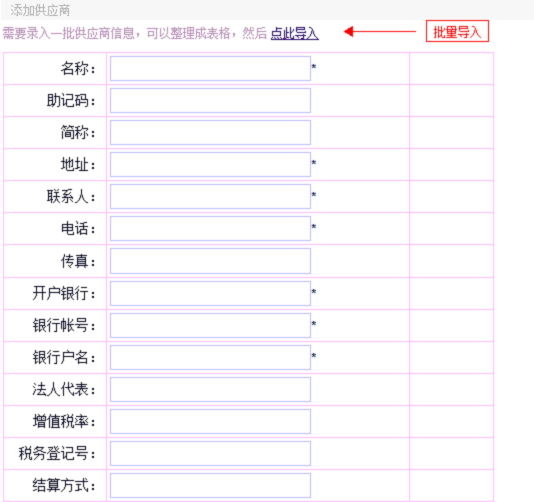 添加供应商
需要录入一批供应商信息，可以整理成表格，然后 点此导入 批量导入
名称： *
助记码：
简称：
地址： *
联系人： *
电话： *
传真：
开户银行： *
银行帐号： *
银行户名： *
法人代表：
增值税率：
税务登记号：
结算方式：